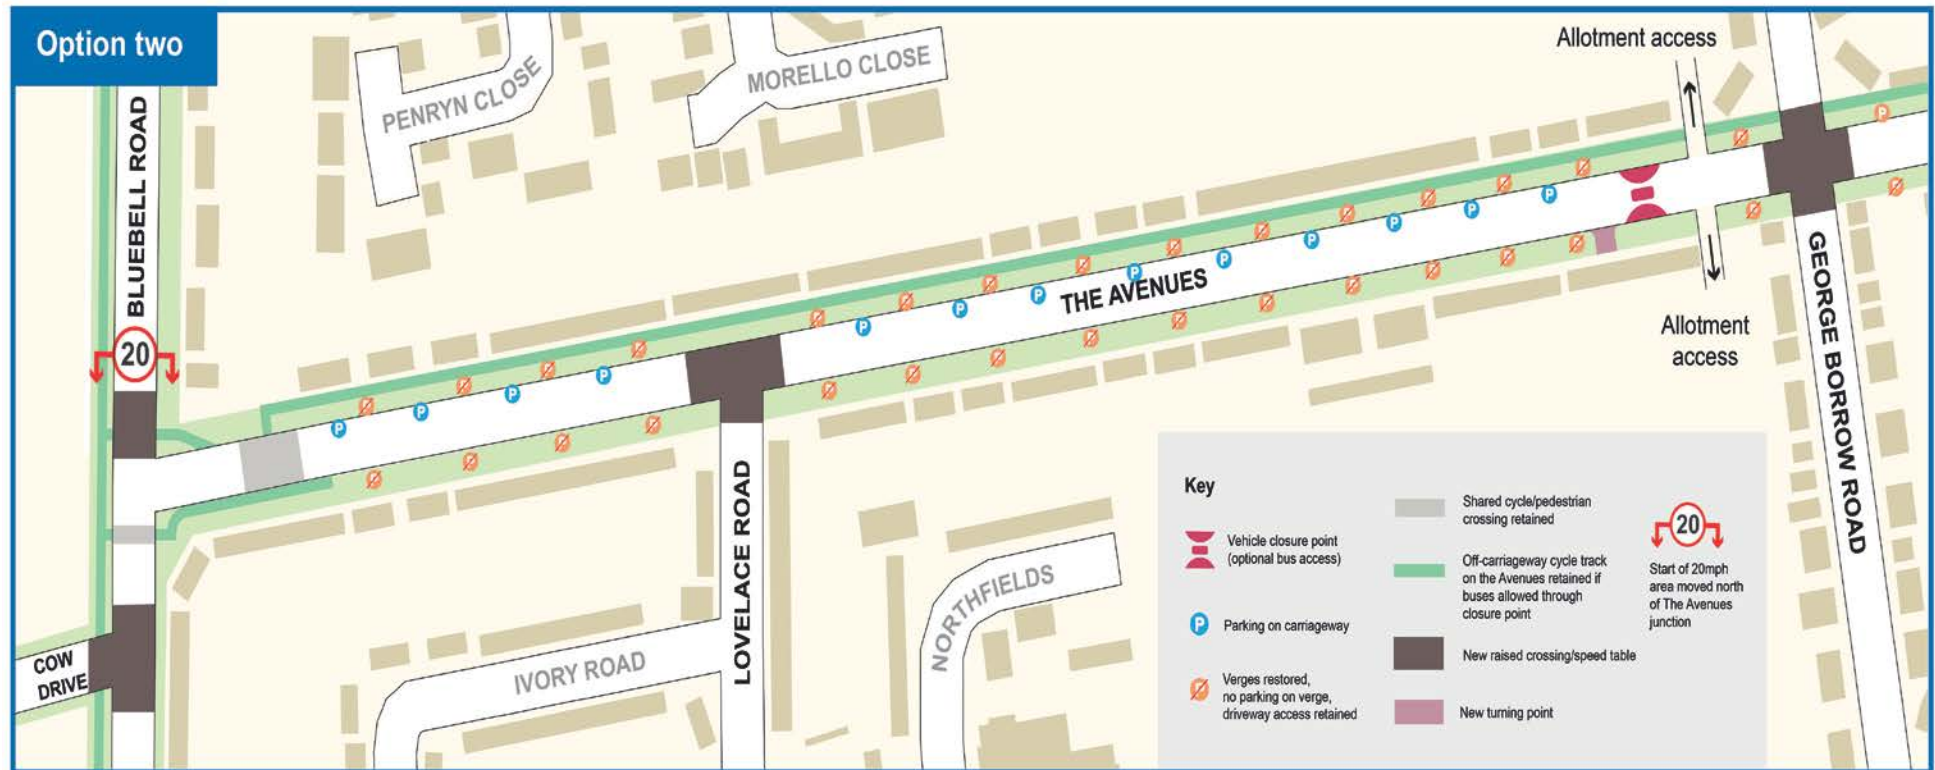 Option two
BLUEBELL ROAD
20
PENRYN CLOSE
MORELLO CLOSE
Allotment access
P
THE AVENUES
Allotment
access
GEORGE BORROW ROAD
LOVELACE ROAD
IVORY ROAD
NORTHFIELDS
COW
DRIVE
Key
Vehicle closure point
(optional bus access)
P
Parking on carriageway
P
Verges restored,
no parking on verge,
driveway access retained
Shared cycle/pedestrian
crossing retained
Off-carriageway cycle track
on the Avenues retained if
buses allowed through
closure point
New raised crossing/speed table
New turning point
20
Start of 20mph
area moved north
of The Avenues
junction